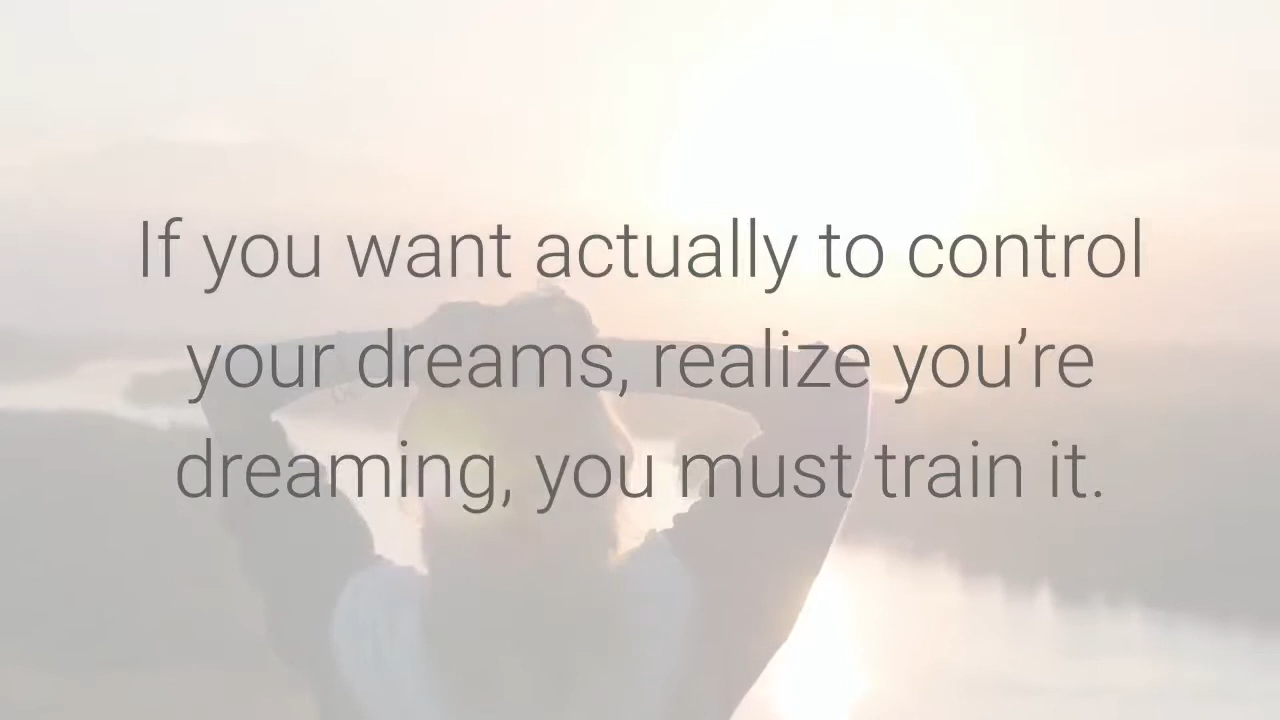 If you want actually to control
your dreams, realize you’re
dreaming, you must train it.